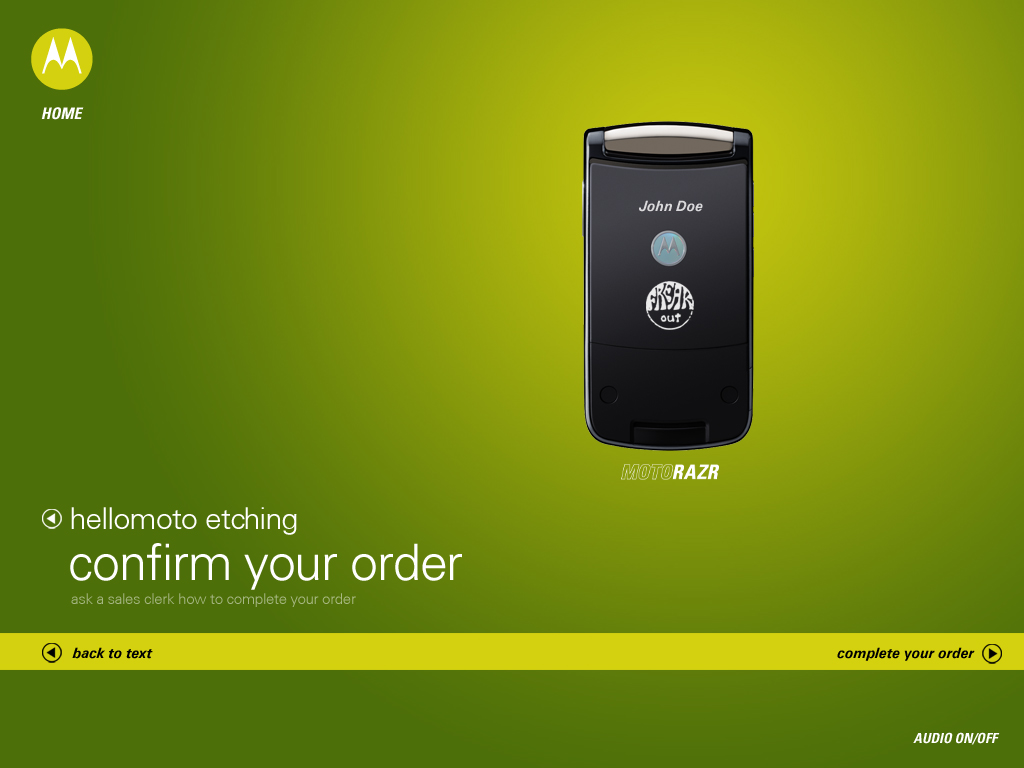 HOME
John Doe
FREAK
out
MOTORAZR
hellomoto etching
confirm your order
ask a sales clerk how to complete your order
back to text
complete your order
AUDIO ON/OFF